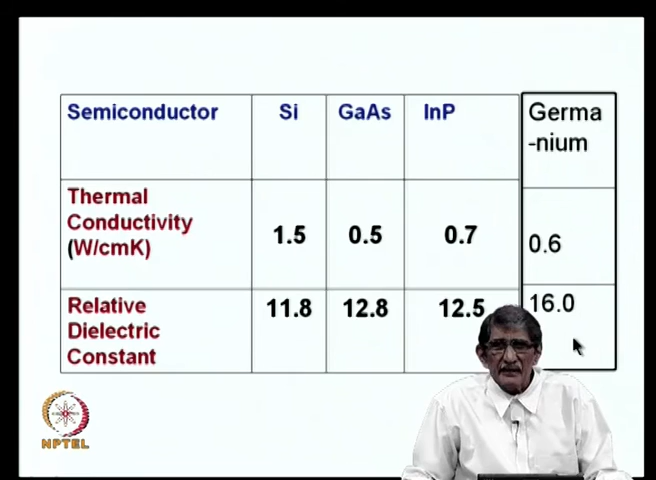 Semiconductor Si GaAs InP Germa
-nium
Thermal
Conductivity
(W/cmK) 1.5 0.5 0.7 0.6
Relative 11.8 12.8 12.5 16.0
Dielectric
Constant
NPTEL